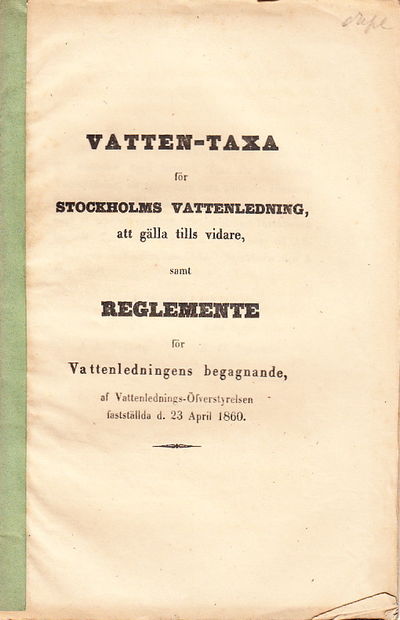 dupl
VATTEN-TAXA
för
STOCKHOLMS VATTENLEDNING,
att gälla tills vidare,
samt
REGLEMENTE
för
Vattenledningens begagnande,
af Vattenlednings-Öfverstyrelsen
fastställda d. 23 April 1860.